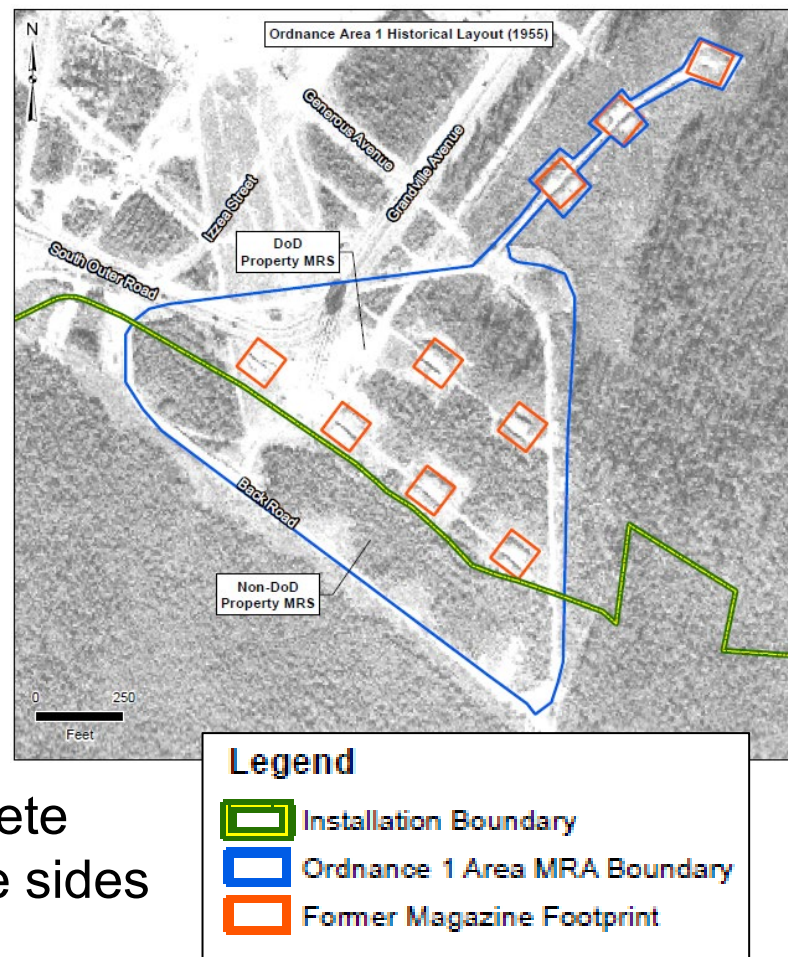 Ordnance Area 1 Historical Layout (1955)
N
Generous Avenue
Grandville Avenue
Izzea Street
DoD
Property MRS
South Outer Road
Back Road
Non-DoD
Property MRS
0 250
Feet
Legend
Installation Boundary
Ordnance 1 Area MRA Boundary
Former Magazine Footprint
ete
e sides